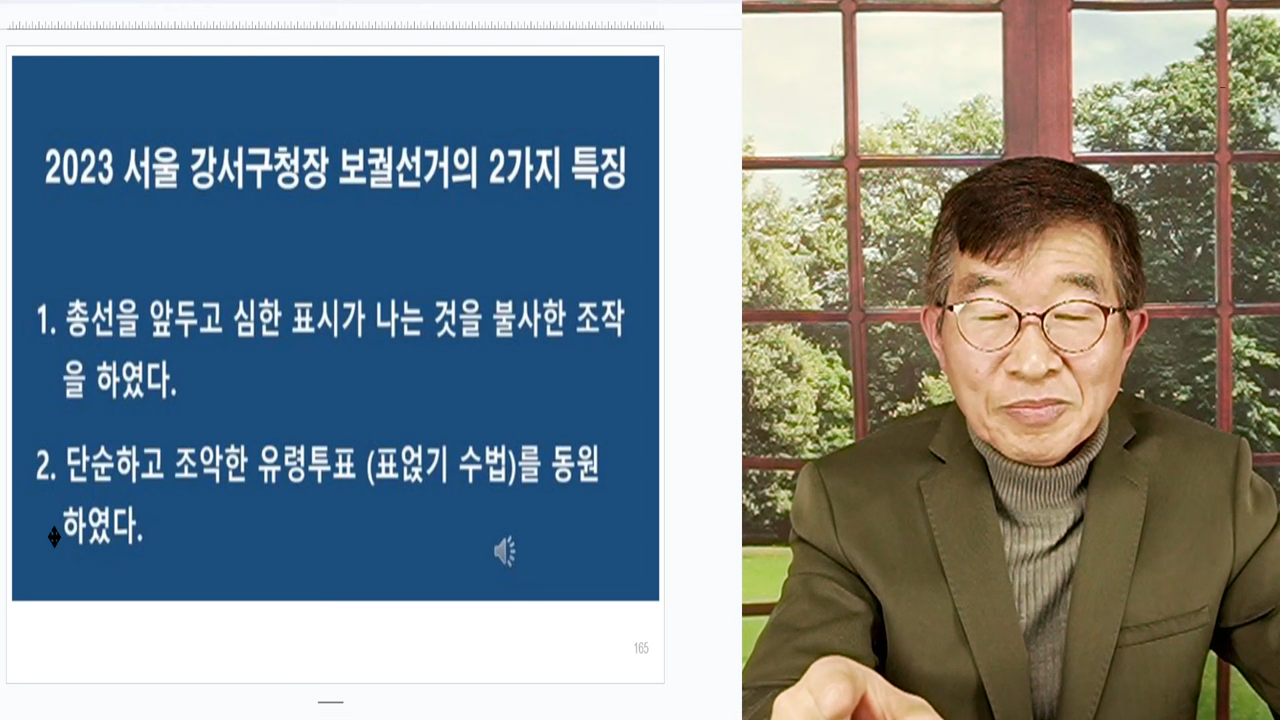 2023 서울 강서구청장 보궐선거의 2가지 특징
1. 총선을 앞두고 심한 표시가 나는 것을 불사한 조작
을 하였다.
2. 단순하고 조악한 유령투표 (표얹기 수법)를 동원
하였다.
165